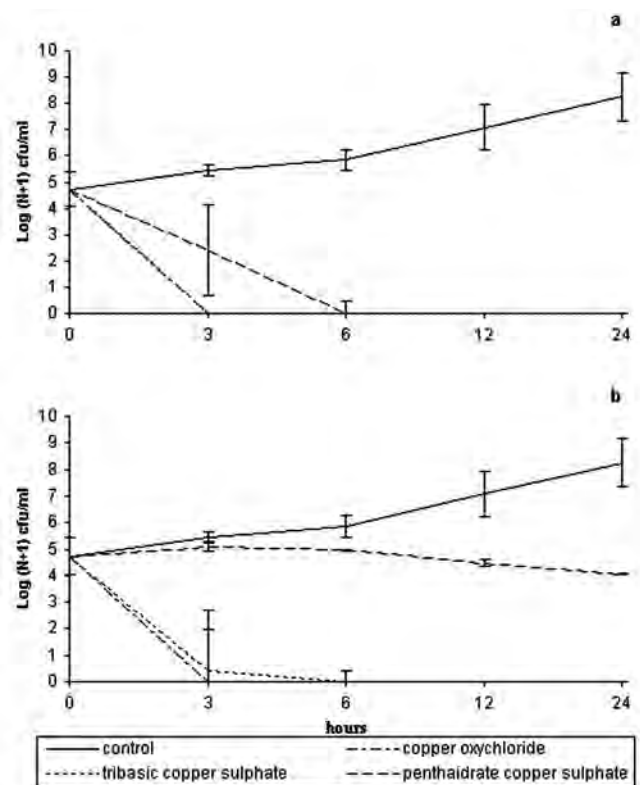 a
10
9
8
7
6
5
4
3
2
1
0
Log (N+1) cfu/ml
0 3 6 12 24
b
10
9
8
7
6
5
4
3
2
1
0
Log (N+1) cfu/ml
0 3 6 12 24
hours
control copper oxychloride
tribasic copper sulphate penthaidrate copper sulphate